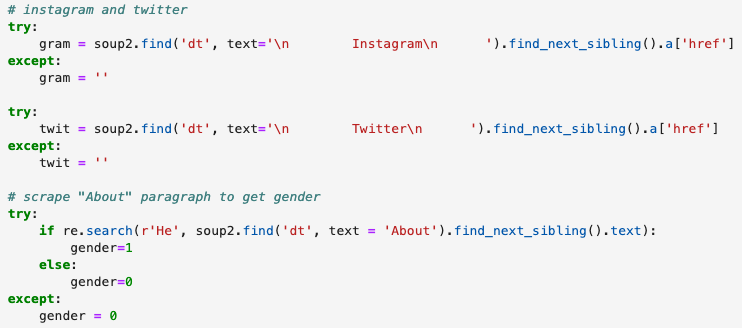 # instagram and twitter
try:
    gram = soup2.find('dt', text='\n        Instagram\n      ').find_next_sibling().a['href']
except:
    gram = ''

try:
    twit = soup2.find('dt', text='\n        Twitter\n      ').find_next_sibling().a['href']
except:
    twit = ''

# scrape "About" paragraph to get gender
try:
    if re.search(r'He', soup2.find('dt', text = 'About').find_next_sibling().text):
        gender=1
    else:
        gender=0
except:
    gender = 0